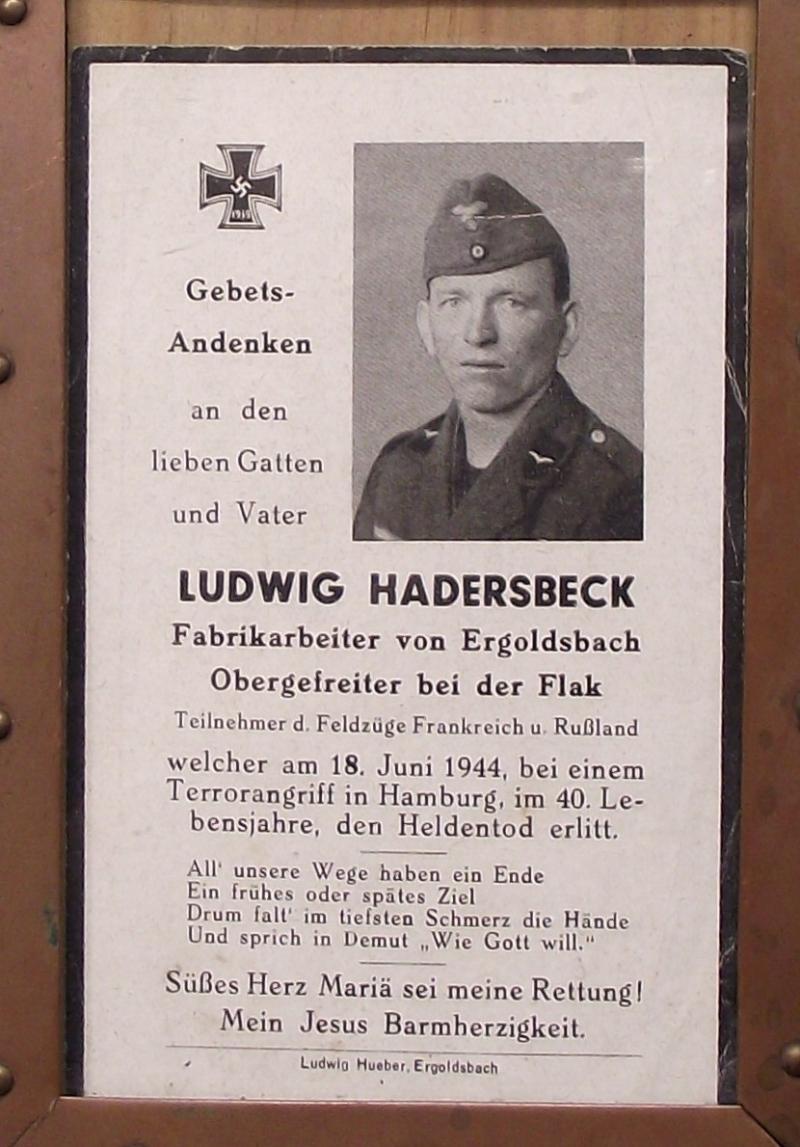 1939
Gebets-
Andenken
an den
lieben Gatten
und Vater
LUDWIG HADERSBECK
Fabrikarbeiter von Ergoldsbach
Obergefreiter bei der Flak
Teilnehmer d. Feldzüge Frankreich u. Rußland
welcher am 18. Juni 1944, bei einem
Terrorangriff in Hamburg, im 40. Le-
bensjahre, den Heldentod erlitt.
All' unsere Wege haben ein Ende
Ein frühes oder spätes Ziel
Drum falt' im tiefsten Schmerz die Hände
Und sprich in Demut „Wie Gott will."
Süßes Herz Mariä sei meine Rettung!
Mein Jesus Barmherzigkeit.
Ludwig Hueber, Ergoldsbach